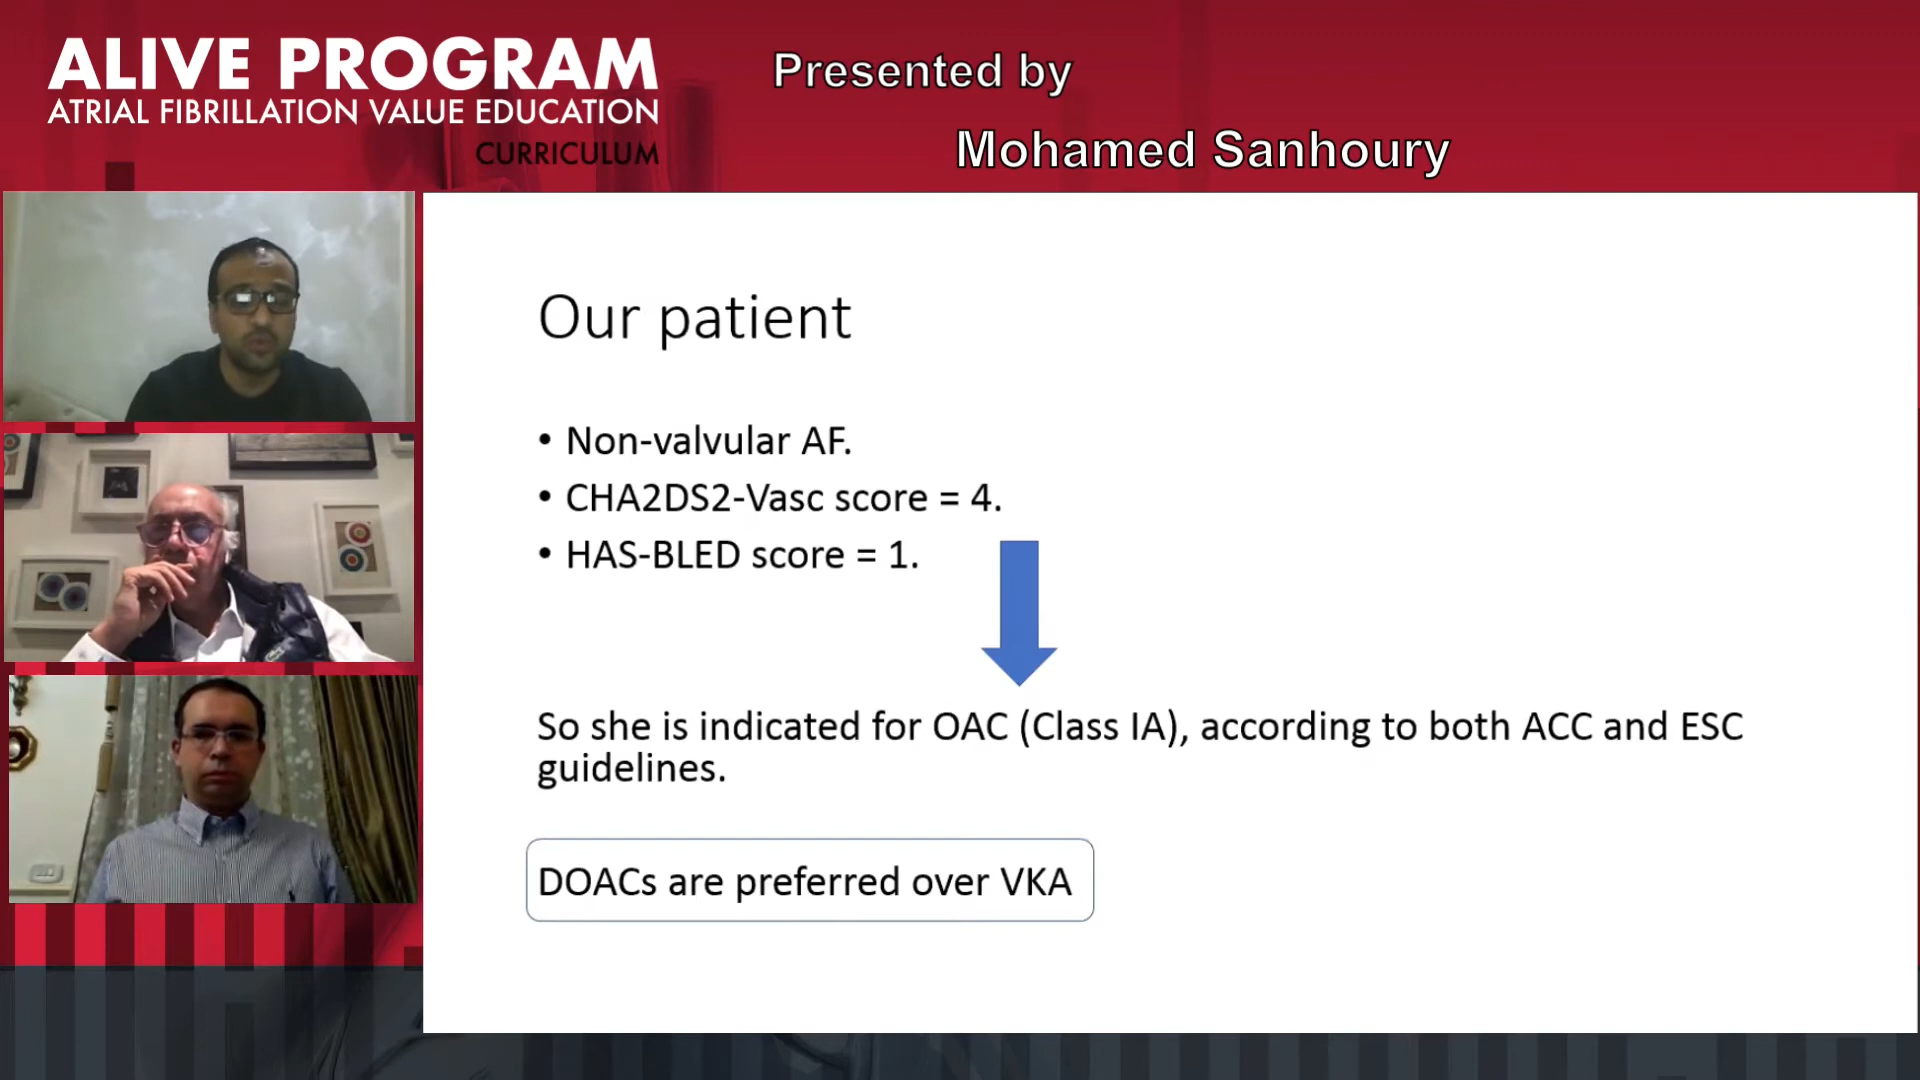 ALIVE PROGRAM
ATRIAL FIBRILLATION VALUE EDUCATION
CURRICULUM
Presented by
Mohamed Sanhoury
Our patient
• Non-valvular AF.
• CHA2DS2-Vasc score = 4.
• HAS-BLED score = 1.
So she is indicated for OAC (Class IA), according to both ACC and ESC
guidelines.
DOACs are preferred over VKA